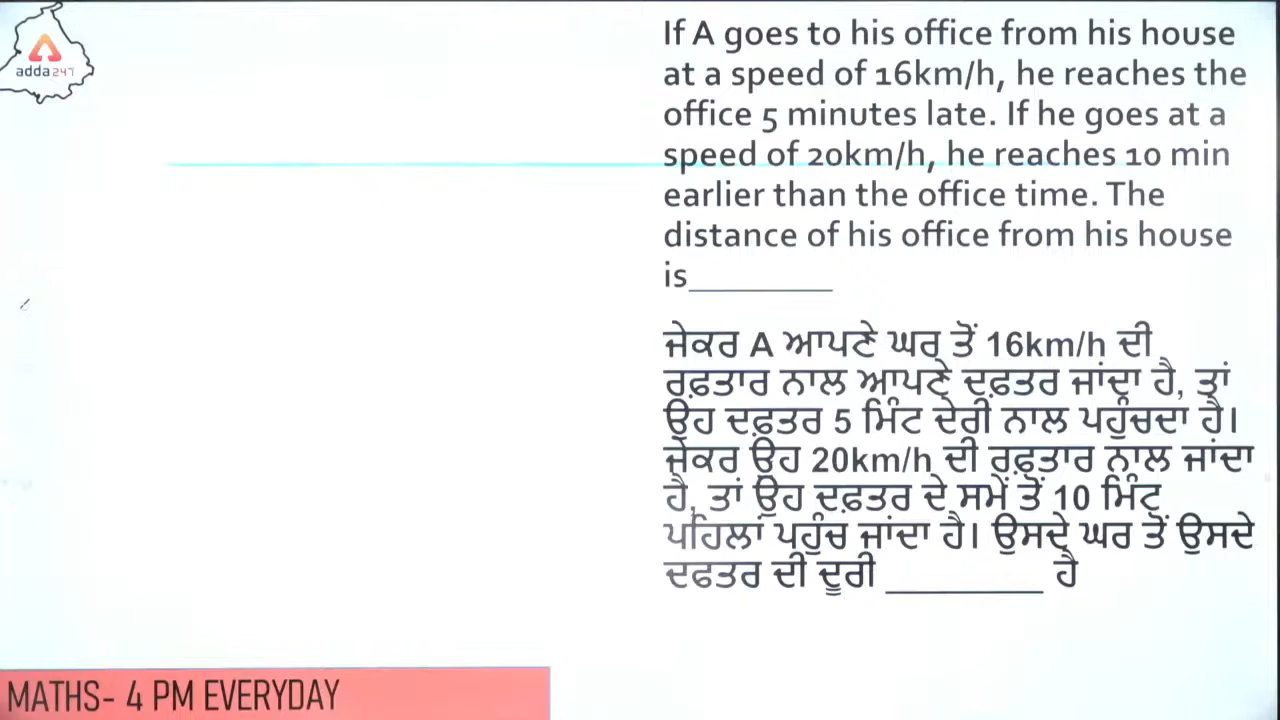 adda247
If A goes to his office from his house
at a speed of 16km/h, he reaches the
office 5 minutes late. If he goes at a
speed of 20km/h, he reaches 10 min
earlier than the office time. The
distance of his office from his house
is__________
ਜੇਕਰ A ਆਪਣੇ ਘਰ ਤੋਂ 16km/h ਦੀ
ਰਫ਼ਤਾਰ ਨਾਲ ਆਪਣੇ ਦਫ਼ਤਰ ਜਾਂਦਾ ਹੈ, ਤਾਂ
ਉਹ ਦਫ਼ਤਰ 5 ਮਿੰਟ ਦੇਰੀ ਨਾਲ ਪਹੁੰਚਦਾ ਹੈ।
ਜੇਕਰ ਉਹ 20km/h ਦੀ ਰਫ਼ਤਾਰ ਨਾਲ ਜਾਂਦਾ
ਹੈ, ਤਾਂ ਉਹ ਦਫ਼ਤਰ ਦੇ ਸਮੇਂ ਤੋਂ 10 ਮਿੰਟ
ਪਹਿਲਾਂ ਪਹੁੰਚ ਜਾਂਦਾ ਹੈ। ਉਸਦੇ ਘਰ ਤੋਂ ਉਸਦੇ
ਦਫਤਰ ਦੀ ਦੂਰੀ __________ ਹੈ
MATHS- 4 PM EVERYDAY